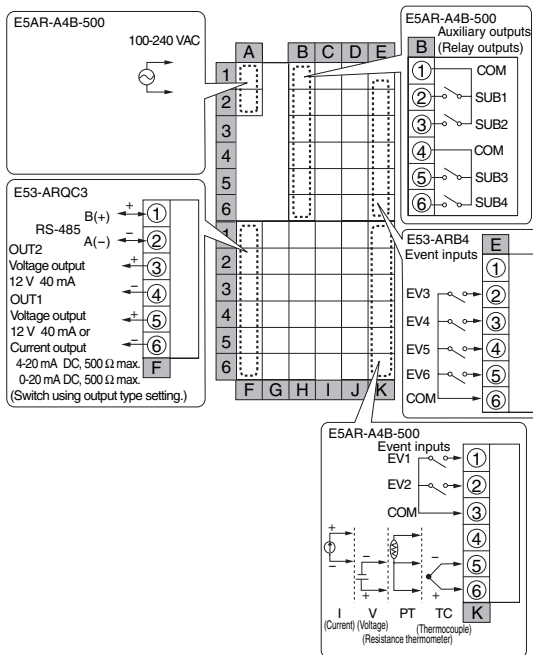 E5AR-A4B-500
100-240 VAC
A B C D E
1
2
3
4
5
6
1
2
3
4
5
6
F G H I J K
E5AR-A4B-500
Auxiliary outputs
(Relay outputs)
B
1 COM
2 SUB1
3 SUB2
4 COM
5 SUB3
6 SUB4
E53-ARQC3
RS-485
B(+) + 1
A(−) − 2
OUT2
Voltage output
12 V 40 mA
+ 3
− 4
OUT1
Voltage output
12 V 40 mA or
Current output
4-20 mA DC, 500 Ω max.
0-20 mA DC, 500 Ω max.
(Switch using output type setting.)
+ 5
− 6
F
E53-ARB4
Event inputs
E
1
EV3 2
EV4 3
EV5 4
EV6 5
COM 6
E5AR-A4B-500
Event inputs
EV1 1
EV2 2
COM 3
4
5
6
+ − − + − +
I V PT TC K
(Current) (Voltage)
(Thermocouple)
(Resistance thermometer)